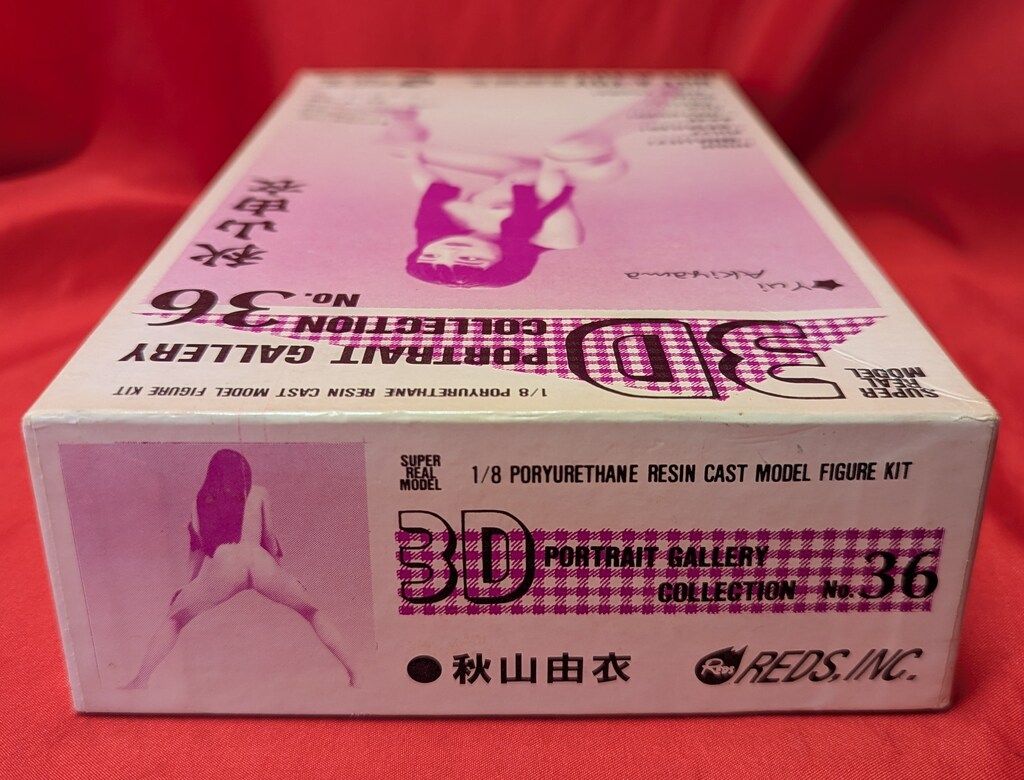 秋山由衣
★Yui
Akiyama
No.36
3D
PORTRAIT GALLERY
COLLECTION
SUPER
REAL
MODEL
1/8 PORYURETHANE RESIN CAST MODEL FIGURE KIT
SUPER
REAL
MODEL
1/8 PORYURETHANE RESIN CAST MODEL FIGURE KIT
3D PORTRAIT GALLERY
COLLECTION No.36
●秋山由衣
REDS REDS, INC.